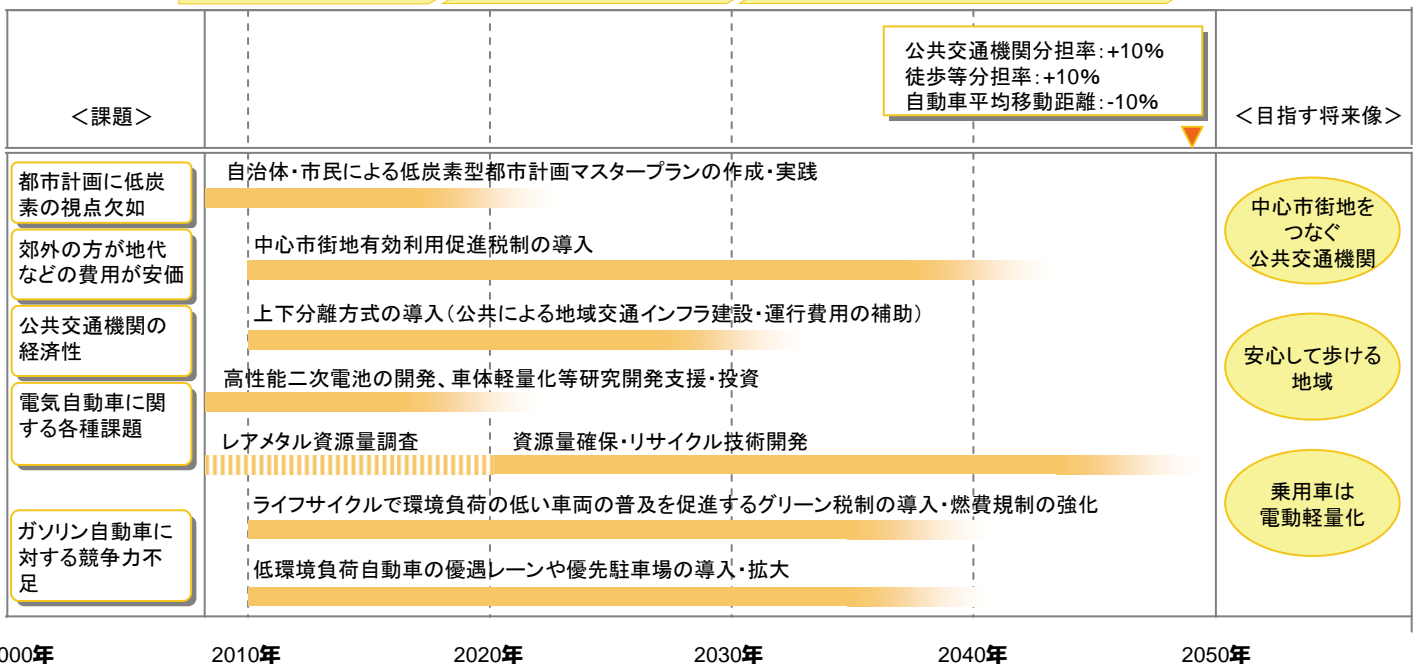 公共交通機関分担率：+10%
徒歩等分担率：+10%
自動車平均移動距離：-10%
＜課題＞
＜目指す将来像＞
都市計画に低炭
素の視点欠如
自治体・市民による低炭素型都市計画マスタープランの作成・実践
郊外の方が地代
などの費用が安価
中心市街地有効利用促進税制の導入
中心市街地を
つなぐ
公共交通機関
公共交通機関の
経済性
上下分離方式の導入（公共による地域交通インフラ建設・運行費用の補助）
安心して歩ける
地域
電気自動車に関
する各種課題
高性能二次電池の開発、車体軽量化等研究開発支援・投資
レアメタル資源量調査
資源量確保・リサイクル技術開発
ガソリン自動車に
対する競争力不
足
ライフサイクルで環境負荷の低い車両の普及を促進するグリーン税制の導入・燃費規制の強化
低環境負荷自動車の優遇レーンや優先駐車場の導入・拡大
乗用車は
電動軽量化
000年
2010年
2020年
2030年
2040年
2050年